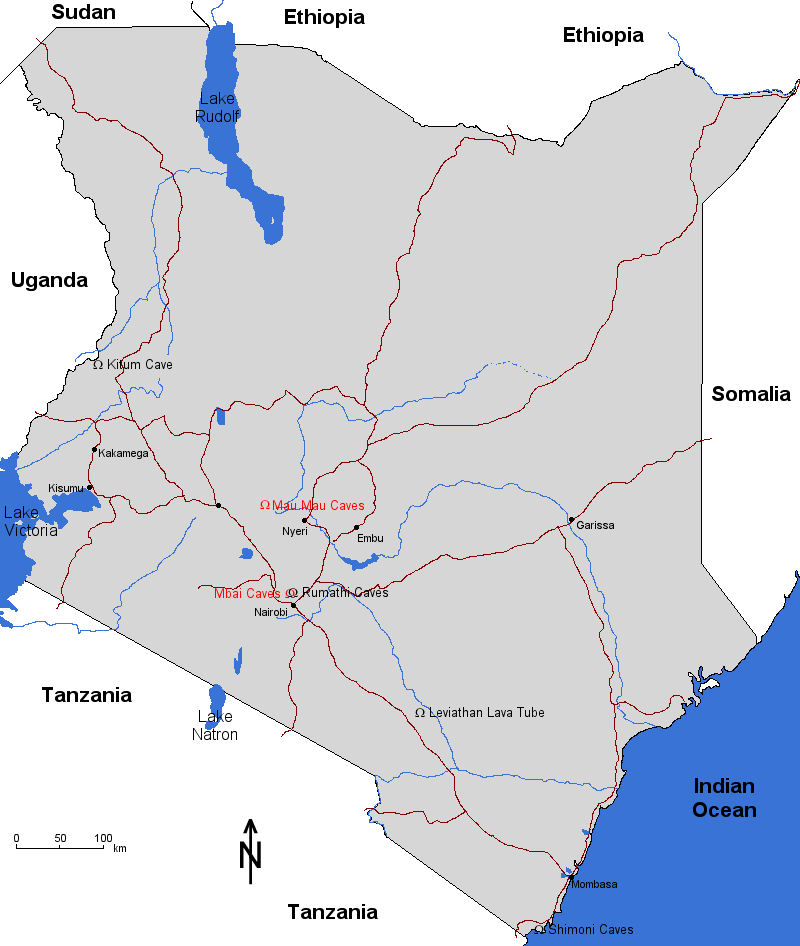 Sudan
Ethiopia
Ethiopia
Lake
Rudolf
Uganda
Ω Kitum Cave
Somalia
Kakamega
Kisumu
Lake
Victoria
Ω Mau Mau Caves
Nyeri
Embu
Garissa
Mbai Caves Ω
Ω Rumathi Caves
Nairobi
Tanzania
Lake
Natron
Ω Leviathan Lava Tube
Indian
Ocean
0 50 100
km
N
Mombasa
Tanzania
Ω Shimoni Caves